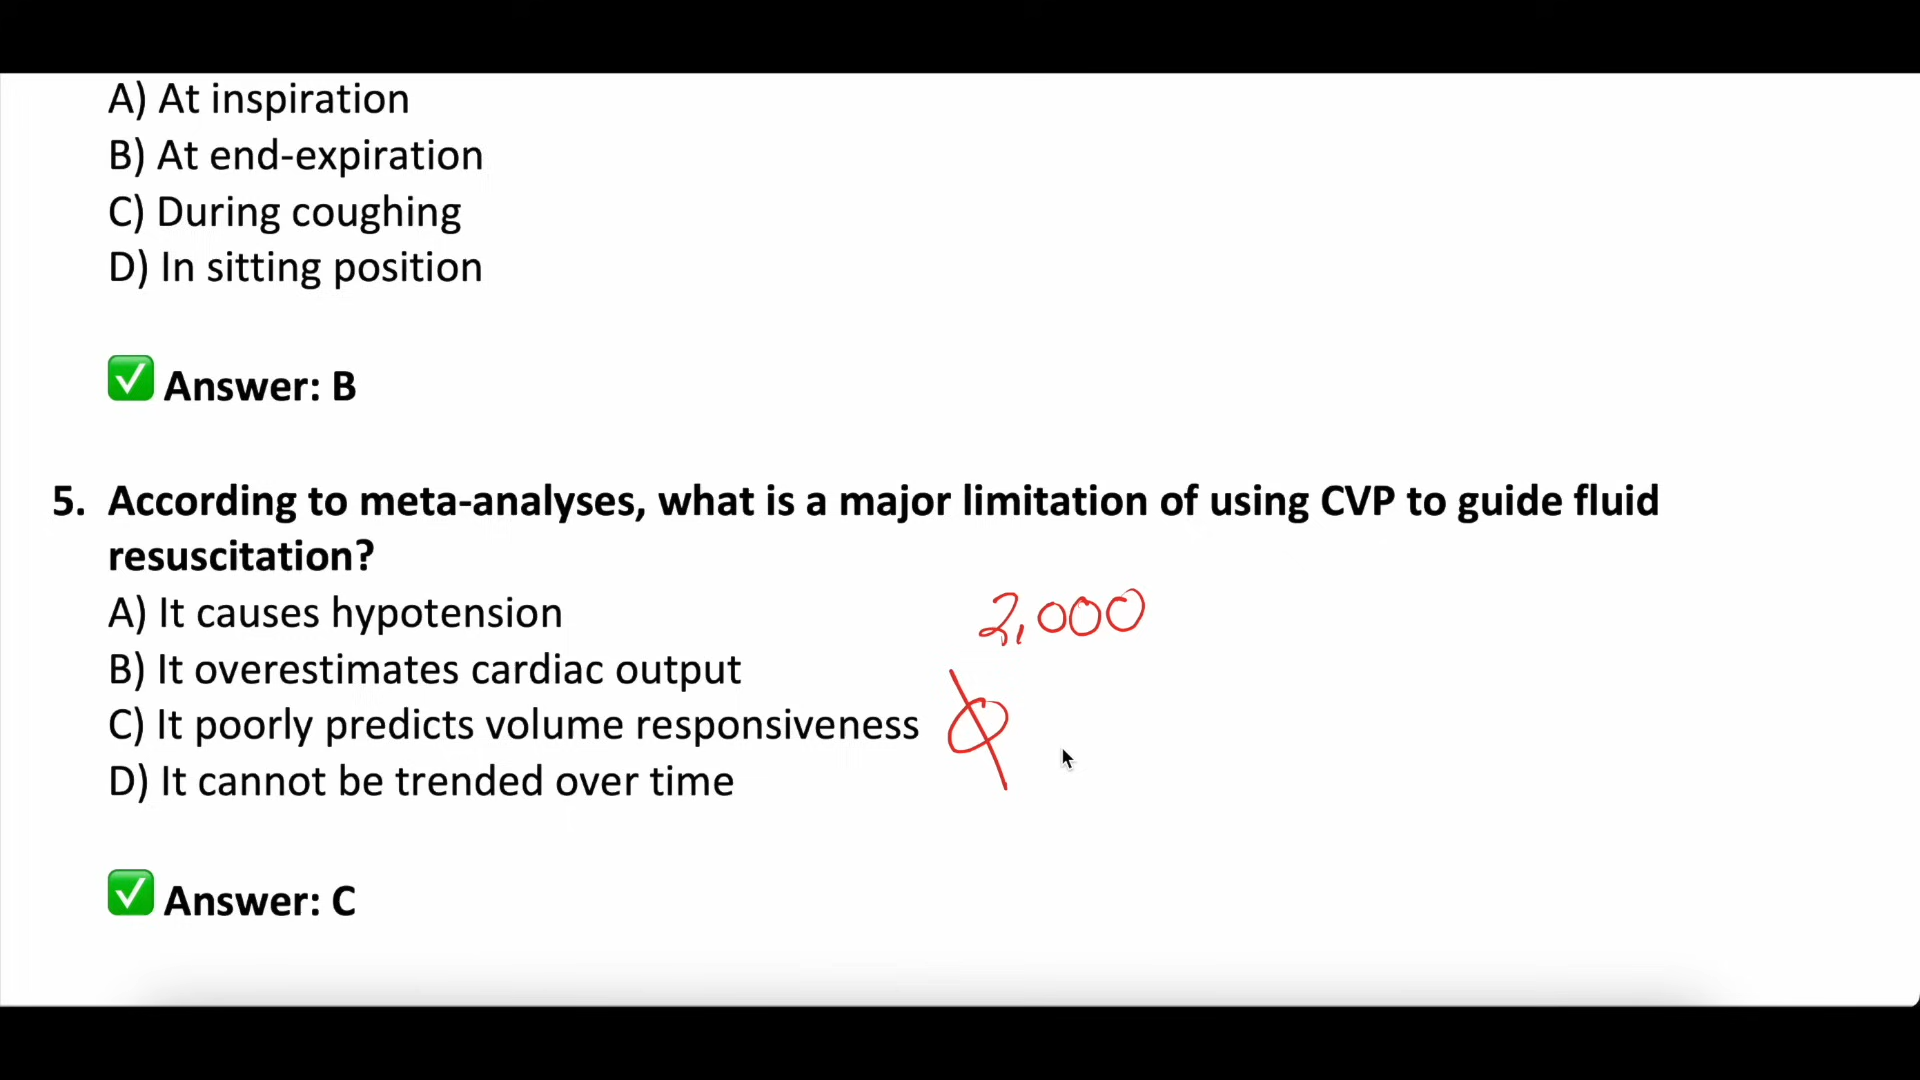 A) At inspiration
B) At end-expiration
C) During coughing
D) In sitting position
✅ Answer: B
5. According to meta-analyses, what is a major limitation of using CVP to guide fluid
resuscitation?
A) It causes hypotension
2,000
B) It overestimates cardiac output
C) It poorly predicts volume responsiveness
D) It cannot be trended over time
✅ Answer: C